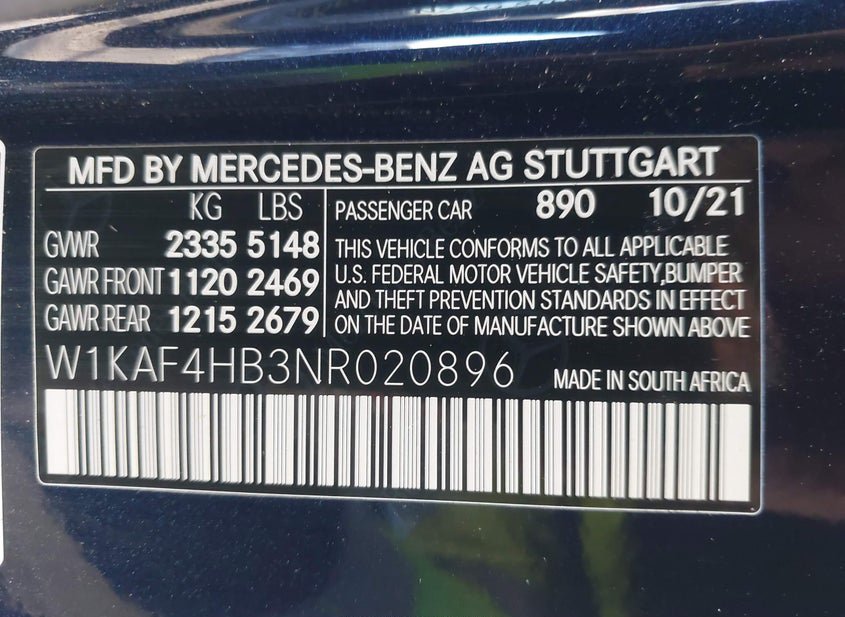 MFD BY MERCEDES-BENZ AG STUTTGART
KG LBS
GVWR 2335 5148
GAWR FRONT 1120 2469
GAWR REAR 1215 2679
PASSENGER CAR 890 10/21
THIS VEHICLE CONFORMS TO ALL APPLICABLE
U.S. FEDERAL MOTOR VEHICLE SAFETY,BUMPER
AND THEFT PREVENTION STANDARDS IN EFFECT
ON THE DATE OF MANUFACTURE SHOWN ABOVE
W1KAF4HB3NR020896
MADE IN SOUTH AFRICA